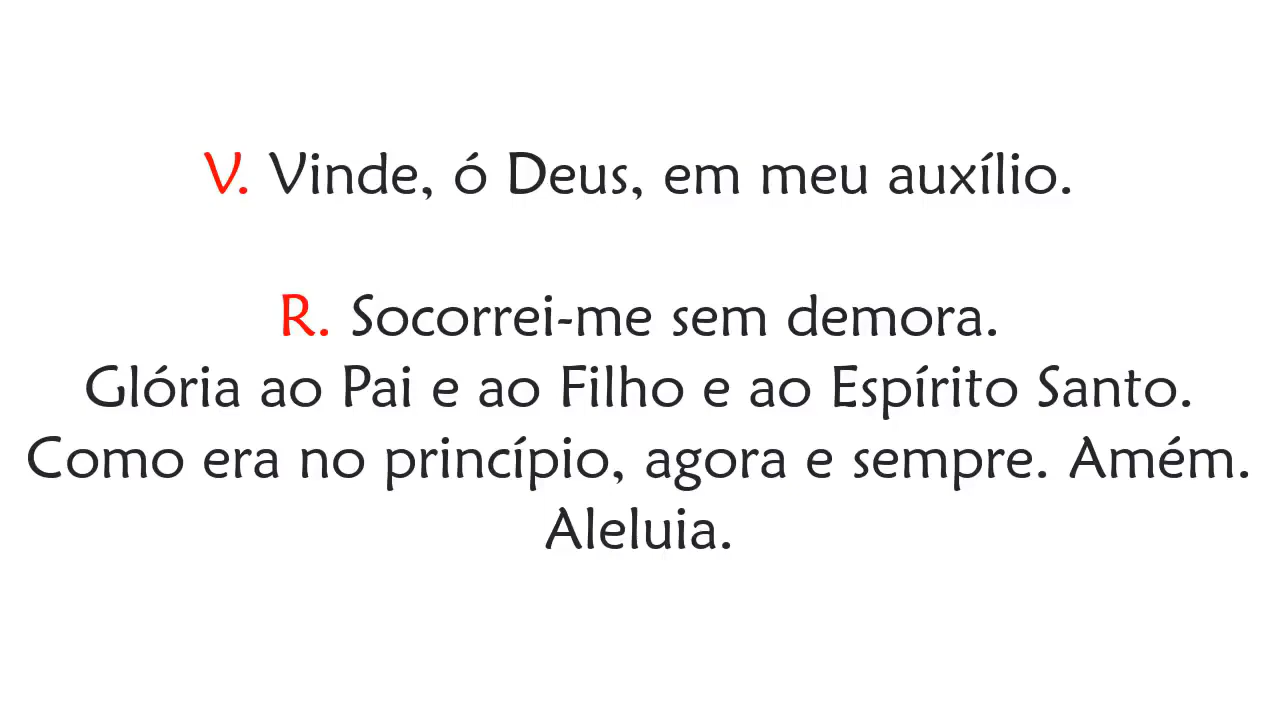 V. Vinde, ó Deus, em meu auxílio.
R. Socorrei-me sem demora.
Glória ao Pai e ao Filho e ao Espírito Santo.
Como era no princípio, agora e sempre. Amém.
Aleluia.